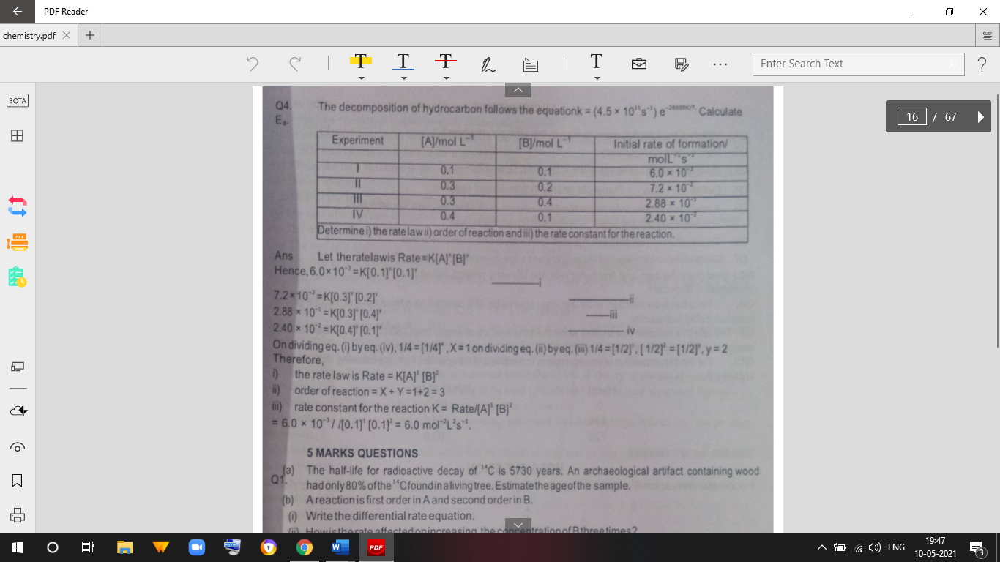 PDF Reader
chemistry.pdf
Enter Search Text
BOTA
16 / 67
FAX
Q4. The decomposition of hydrocarbon follows the equationk = (4.5 × 10¹¹s⁻¹) e⁻²⁸⁰⁰⁰ᴷ/ᵀ. Calculate
Eₐ.
Experiment [A]/mol L⁻¹ [B]/mol L⁻¹ Initial rate of formation/
molL⁻¹s⁻¹
I 0.1 0.1 6.0 × 10⁻³
II 0.3 0.2 7.2 × 10⁻²
III 0.3 0.4 2.88 × 10⁻¹
IV 0.4 0.1 2.40 × 10⁻²
Determine i) the rate law ii) order of reaction and iii) the rate constant for the reaction.
Ans Let the rate law is Rate=K[A]ˣ[B]ʸ
Hence, 6.0×10⁻³=K[0.1]ˣ[0.1]ʸ
i
7.2×10⁻²=K[0.3]ˣ[0.2]ʸ ii
2.88 × 10⁻¹=K[0.3]ˣ[0.4]ʸ iii
2.40 × 10⁻²=K[0.4]ˣ[0.1]ʸ iv
On dividing eq. (i) by eq. (iv), 1/4 = [1/4]ˣ, X = 1 on dividing eq. (ii) by eq. (iii) 1/4 = [1/2]ʸ, [ 1/2]² = [1/2]ʸ, y = 2
Therefore,
i) the rate law is Rate = K[A]¹ [B]²
ii) order of reaction = X + Y =1+2 = 3
iii) rate constant for the reaction K = Rate/[A]¹ [B]²
= 6.0 × 10⁻³/ /[0.1]¹ [0.1]² = 6.0 mol⁻²L²s⁻¹.
5 MARKS QUESTIONS
Q1. (a) The half-life for radioactive decay of ¹⁴C is 5730 years. An archaeological artifact containing wood
had only 80% of the ¹⁴C found in a living tree. Estimate the age of the sample.
(b) A reaction is first order in A and second order in B.
(i) Write the differential rate equation.
(ii) How is the rate affected on increasing the concentration of B three times?
ENG
19:47
10-05-2021
3